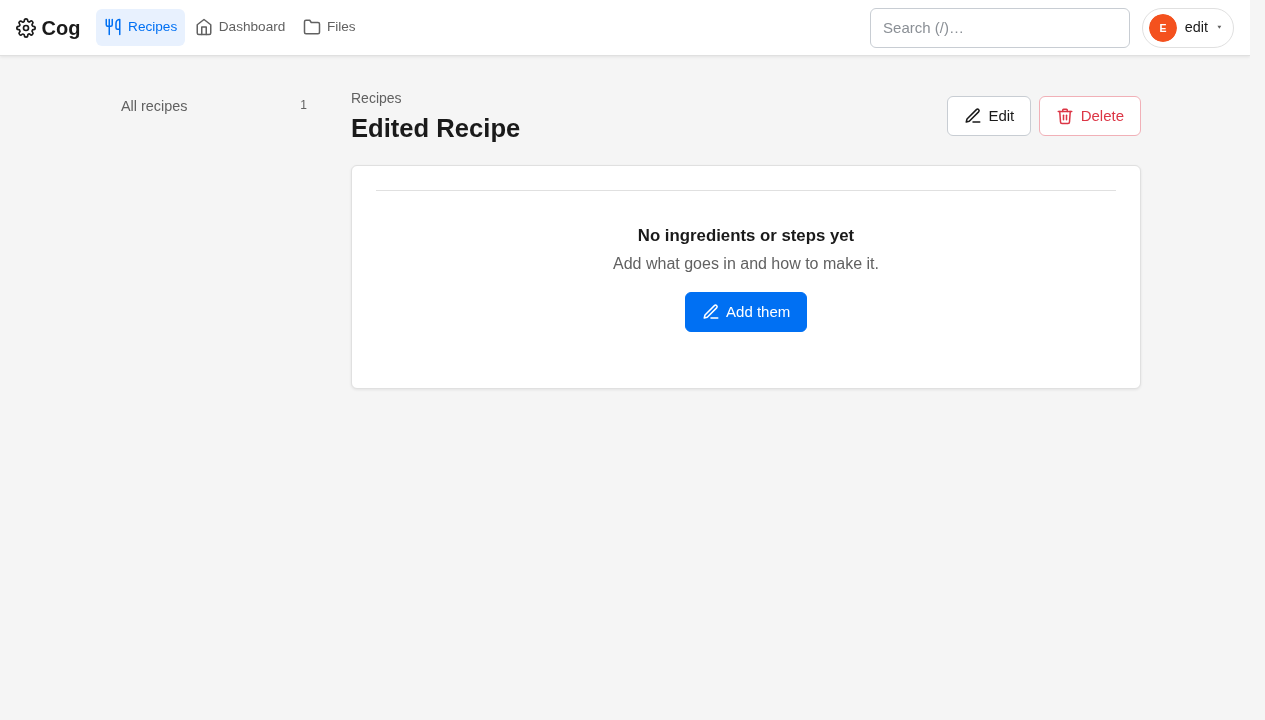 Cog
Recipes
Dashboard
Files
Search (/)…
E
edit
All recipes
1
Recipes
Edited Recipe
Edit
Delete
No ingredients or steps yet
Add what goes in and how to make it.
Add them